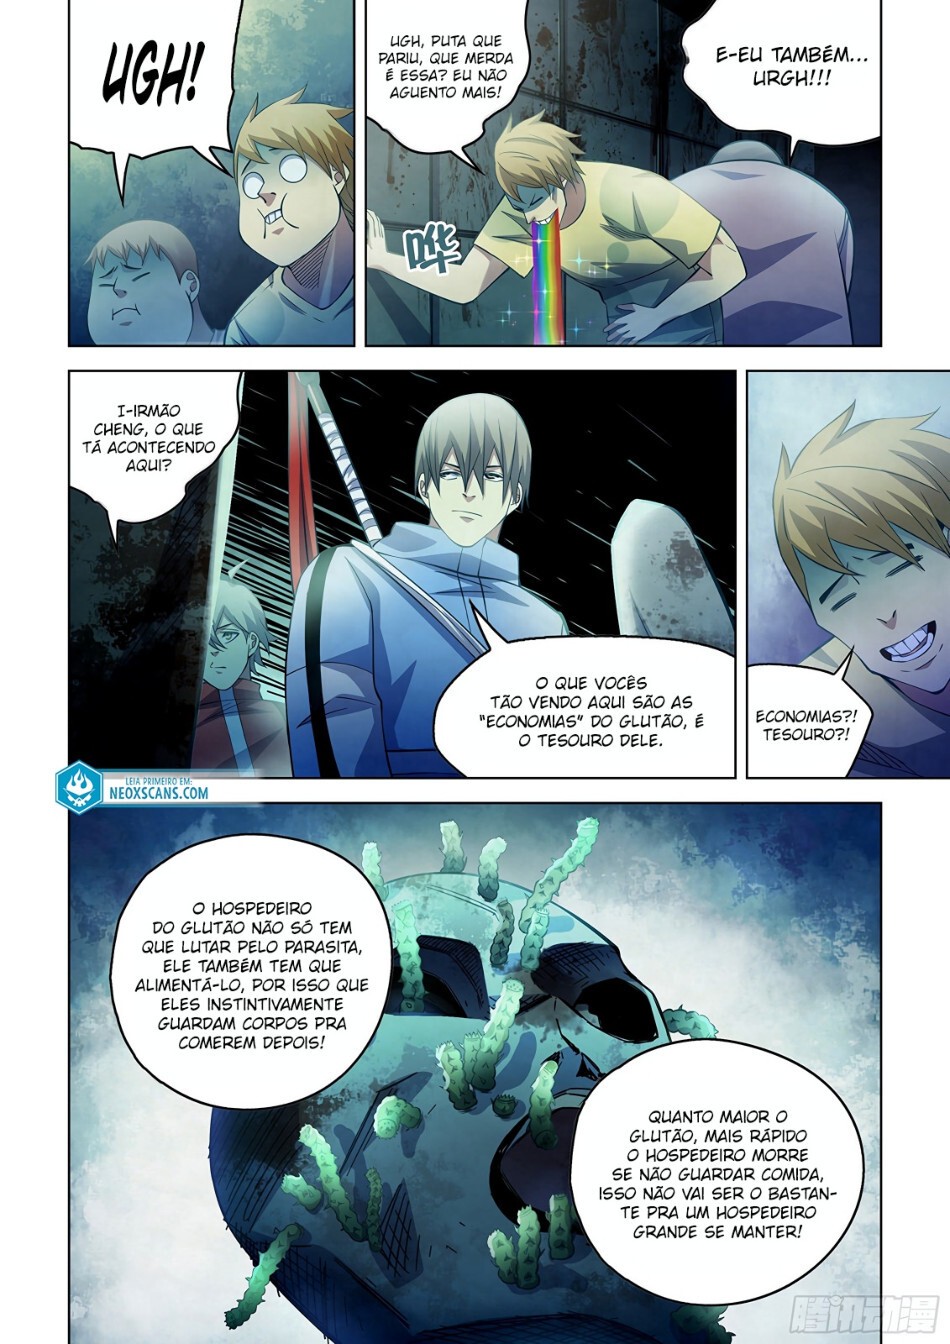 UGH!
UGH, PUTA QUE
PARIU, QUE MERDA
É ESSA? EU NÃO
AGUENTO MAIS!
E-EU TAMBÉM...
URGH!!!
哗
I-IRMÃO
CHENG, O QUE
TÁ ACONTECENDO
AQUI?
O QUE VOCÊS
TÃO VENDO AQUI SÃO AS
"ECONOMIAS" DO GLUTÃO, É
O TESOURO DELE.
ECONOMIAS?!
TESOURO?!
LEIA PRIMEIRO EM:
NEOXSCANS.COM
O HOSPEDEIRO
DO GLUTÃO NÃO SÓ TEM
QUE LUTAR PELO PARASITA,
ELE TAMBÉM TEM QUE
ALIMENTÁ-LO, POR ISSO QUE
ELES INSTINTIVAMENTE
GUARDAM CORPOS PRA
COMEREM DEPOIS!
QUANTO MAIOR O
GLUTÃO, MAIS RÁPIDO
O HOSPEDEIRO MORRE
SE NÃO GUARDAR COMIDA,
ISSO NÃO VAI SER O BASTAN-
TE PRA UM HOSPEDEIRO
GRANDE SE MANTER!
腾讯动漫